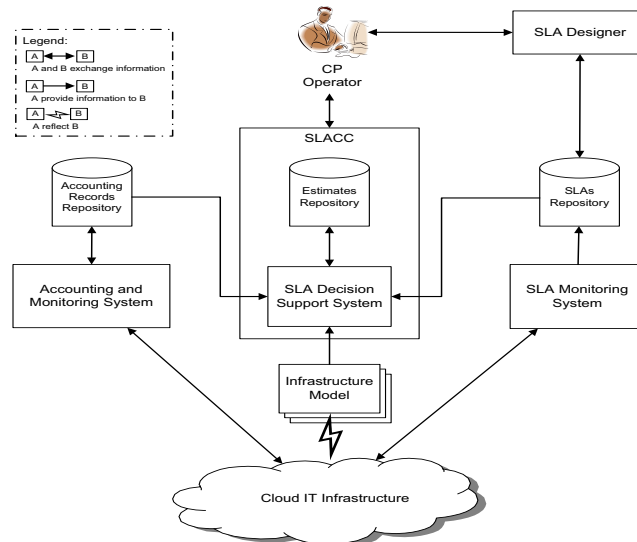 Legend:
A B
A and B exchange information
A B
A provide information to B
A B
A reflect B
CP
Operator
SLA Designer
SLACC
Accounting
Records
Repository
Estimates
Repository
SLAs
Repository
Accounting and
Monitoring System
SLA Decision
Support System
SLA Monitoring
System
Infrastructure
Model
Cloud IT Infrastructure